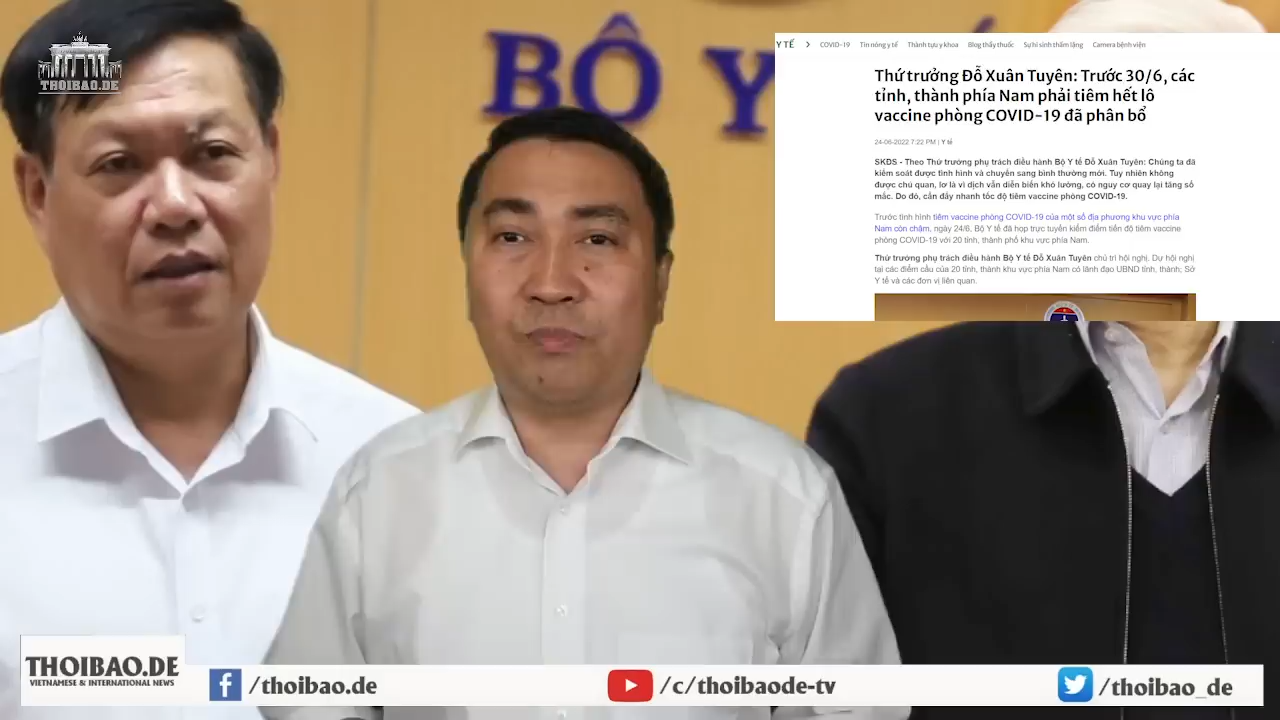 THOIBAO.DE
BỘ Y
Y TẾ > COVID-19 Tin nóng y tế Thành tựu y khoa Blog thầy thuốc Sự hi sinh thầm lặng Camera bệnh viện
Thứ trưởng Đỗ Xuân Tuyên: Trước 30/6, các
tỉnh, thành phía Nam phải tiêm hết lô
vaccine phòng COVID-19 đã phân bổ
24-06-2022 7:22 PM | Y tế
SKDS - Theo Thứ trưởng phụ trách điều hành Bộ Y tế Đỗ Xuân Tuyên: Chúng ta đã
kiểm soát được tình hình và chuyển sang bình thường mới. Tuy nhiên không
được chủ quan, lơ là vì dịch vẫn diễn biến khó lường, có nguy cơ quay lại tăng số
mắc. Do đó, cần đẩy nhanh tốc độ tiêm vaccine phòng COVID-19.
Trước tình hình tiêm vaccine phòng COVID-19 của một số địa phương khu vực phía
Nam còn chậm, ngày 24/6, Bộ Y tế đã họp trực tuyến kiểm điểm tiến độ tiêm vaccine
phòng COVID-19 với 20 tỉnh, thành phố khu vực phía Nam.
Thứ trưởng phụ trách điều hành Bộ Y tế Đỗ Xuân Tuyên chủ trì hội nghị. Dự hội nghị
tại các điểm cầu của 20 tỉnh, thành khu vực phía Nam có lãnh đạo UBND tỉnh, thành; Sở
Y tế và các đơn vị liên quan.
THOIBAO.DE
VIETNAMESE & INTERNATIONAL NEWS
/thoibao.de
/c/thoibaode-tv
/thoibao_de